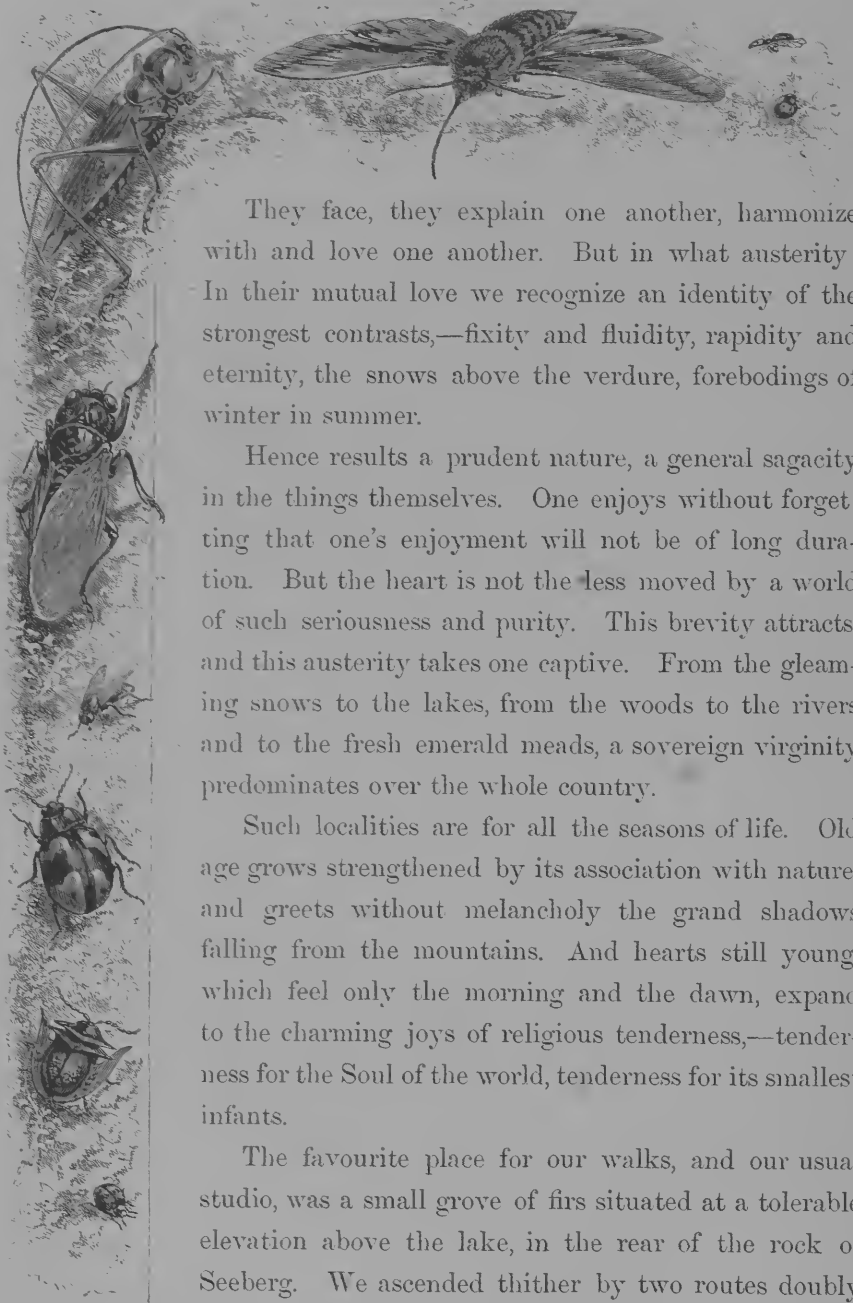 They face, they explain one another, harmonize
with and love one another. But in what austerity
In their mutual love we recognize an identity of the
strongest contrasts,—fixity and fluidity, rapidity and
eternity, the snows above the verdure, forebodings of
winter in summer.
Hence results a prudent nature, a general sagacity
in the things themselves. One enjoys without forget
ting that one's enjoyment will not be of long dura-
tion. But the heart is not the less moved by a world
of such seriousness and purity. This brevity attracts
and this austerity takes one captive. From the gleam-
ing snows to the lakes, from the woods to the rivers
and to the fresh emerald meads, a sovereign virginity
predominates over the whole country.
Such localities are for all the seasons of life. Old
age grows strengthened by its association with nature
and greets without melancholy the grand shadows
falling from the mountains. And hearts still young
which feel only the morning and the dawn, expand
to the charming joys of religious tenderness,—tender-
ness for the Soul of the world, tenderness for its smallest
infants.
The favourite place for our walks, and our usual
studio, was a small grove of firs situated at a tolerable
elevation above the lake, in the rear of the rock of
Seeberg. We ascended thither by two routes doubly